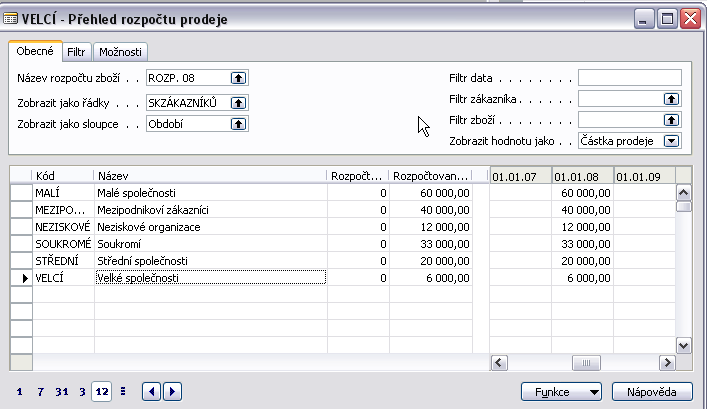 VELCÍ - Přehled rozpočtu prodeje
Obecné Filtr Možnosti
Název rozpočtu zboží . . ROZP. 08 Filtr data . . . . . . . .
Zobrazit jako řádky . . . SKZÁKAZNÍKŮ Filtr zákazníka . . . . . .
Zobrazit jako sloupce . . Období Filtr zboží . . . . . . . .
Zobrazit hodnotu jako . . Částka prodeje
Kód Název Rozpočt... Rozpočtovan... 01.01.07 01.01.08 01.01.09
MALÍ Malé společnosti 0 60 000,00 60 000,00
MEZIPO... Mezipodnikoví zákazníci 0 40 000,00 40 000,00
NEZISKOVÉ Neziskové organizace 0 12 000,00 12 000,00
SOUKROMÉ Soukromí 0 33 000,00 33 000,00
STŘEDNÍ Střední společnosti 0 20 000,00 20 000,00
VELCÍ Velké společnosti 0 6 000,00 6 000,00
1 7 31 3 12 Funkce Nápověda